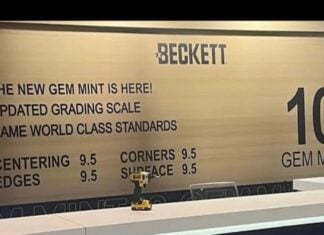 BECKETT
HE NEW GEM MINT IS HERE!
PDATED GRADING SCALE
AME WORLD CLASS STANDARDS
10
CENTERING 9.5 CORNERS 9.5
EDGES 9.5 SURFACE 9.5
GEM M